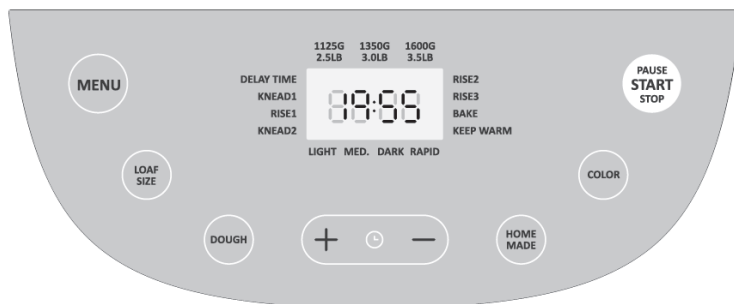 1125G 1350G 1600G
2.5LB 3.0LB 3.5LB
MENU
DELAY TIME
KNEAD1
RISE1
KNEAD2
19:55
RISE2
RISE3
BAKE
KEEP WARM
PAUSE
START
STOP
LIGHT MED. DARK RAPID
LOAF
SIZE
COLOR
DOUGH
+ −
HOME
MADE